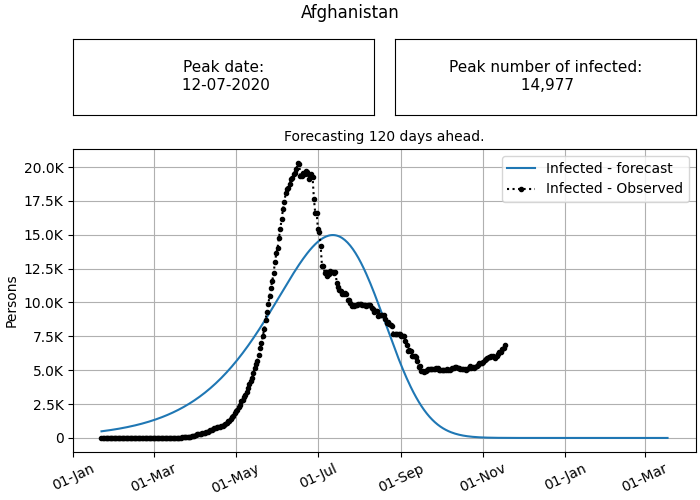 Afghanistan
Peak date:
12-07-2020
Peak number of infected:
14,977
Forecasting 120 days ahead.
Infected - forecast
Infected - Observed
Persons
20.0K
17.5K
15.0K
12.5K
10.0K
7.5K
5.0K
2.5K
0
01-Jan
01-Mar
01-May
01-Jul
01-Sep
01-Nov
01-Jan
01-Mar